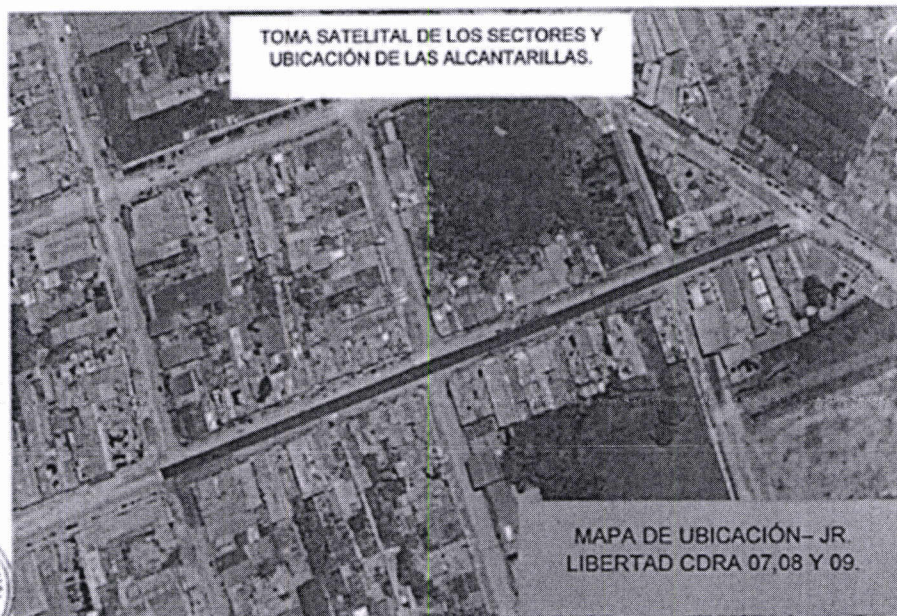 TOMA SATELITAL DE LOS SECTORES Y
UBICACIÓN DE LAS ALCANTARILLAS.
MAPA DE UBICACIÓN– JR.
LIBERTAD CDRA 07,08 Y 09.